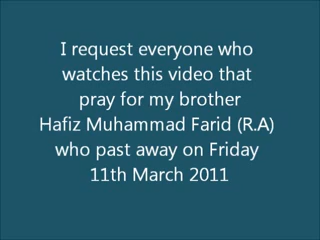 I request everyone who
watches this video that
pray for my brother
Hafiz Muhammad Farid (R.A)
who past away on Friday
11th March 2011